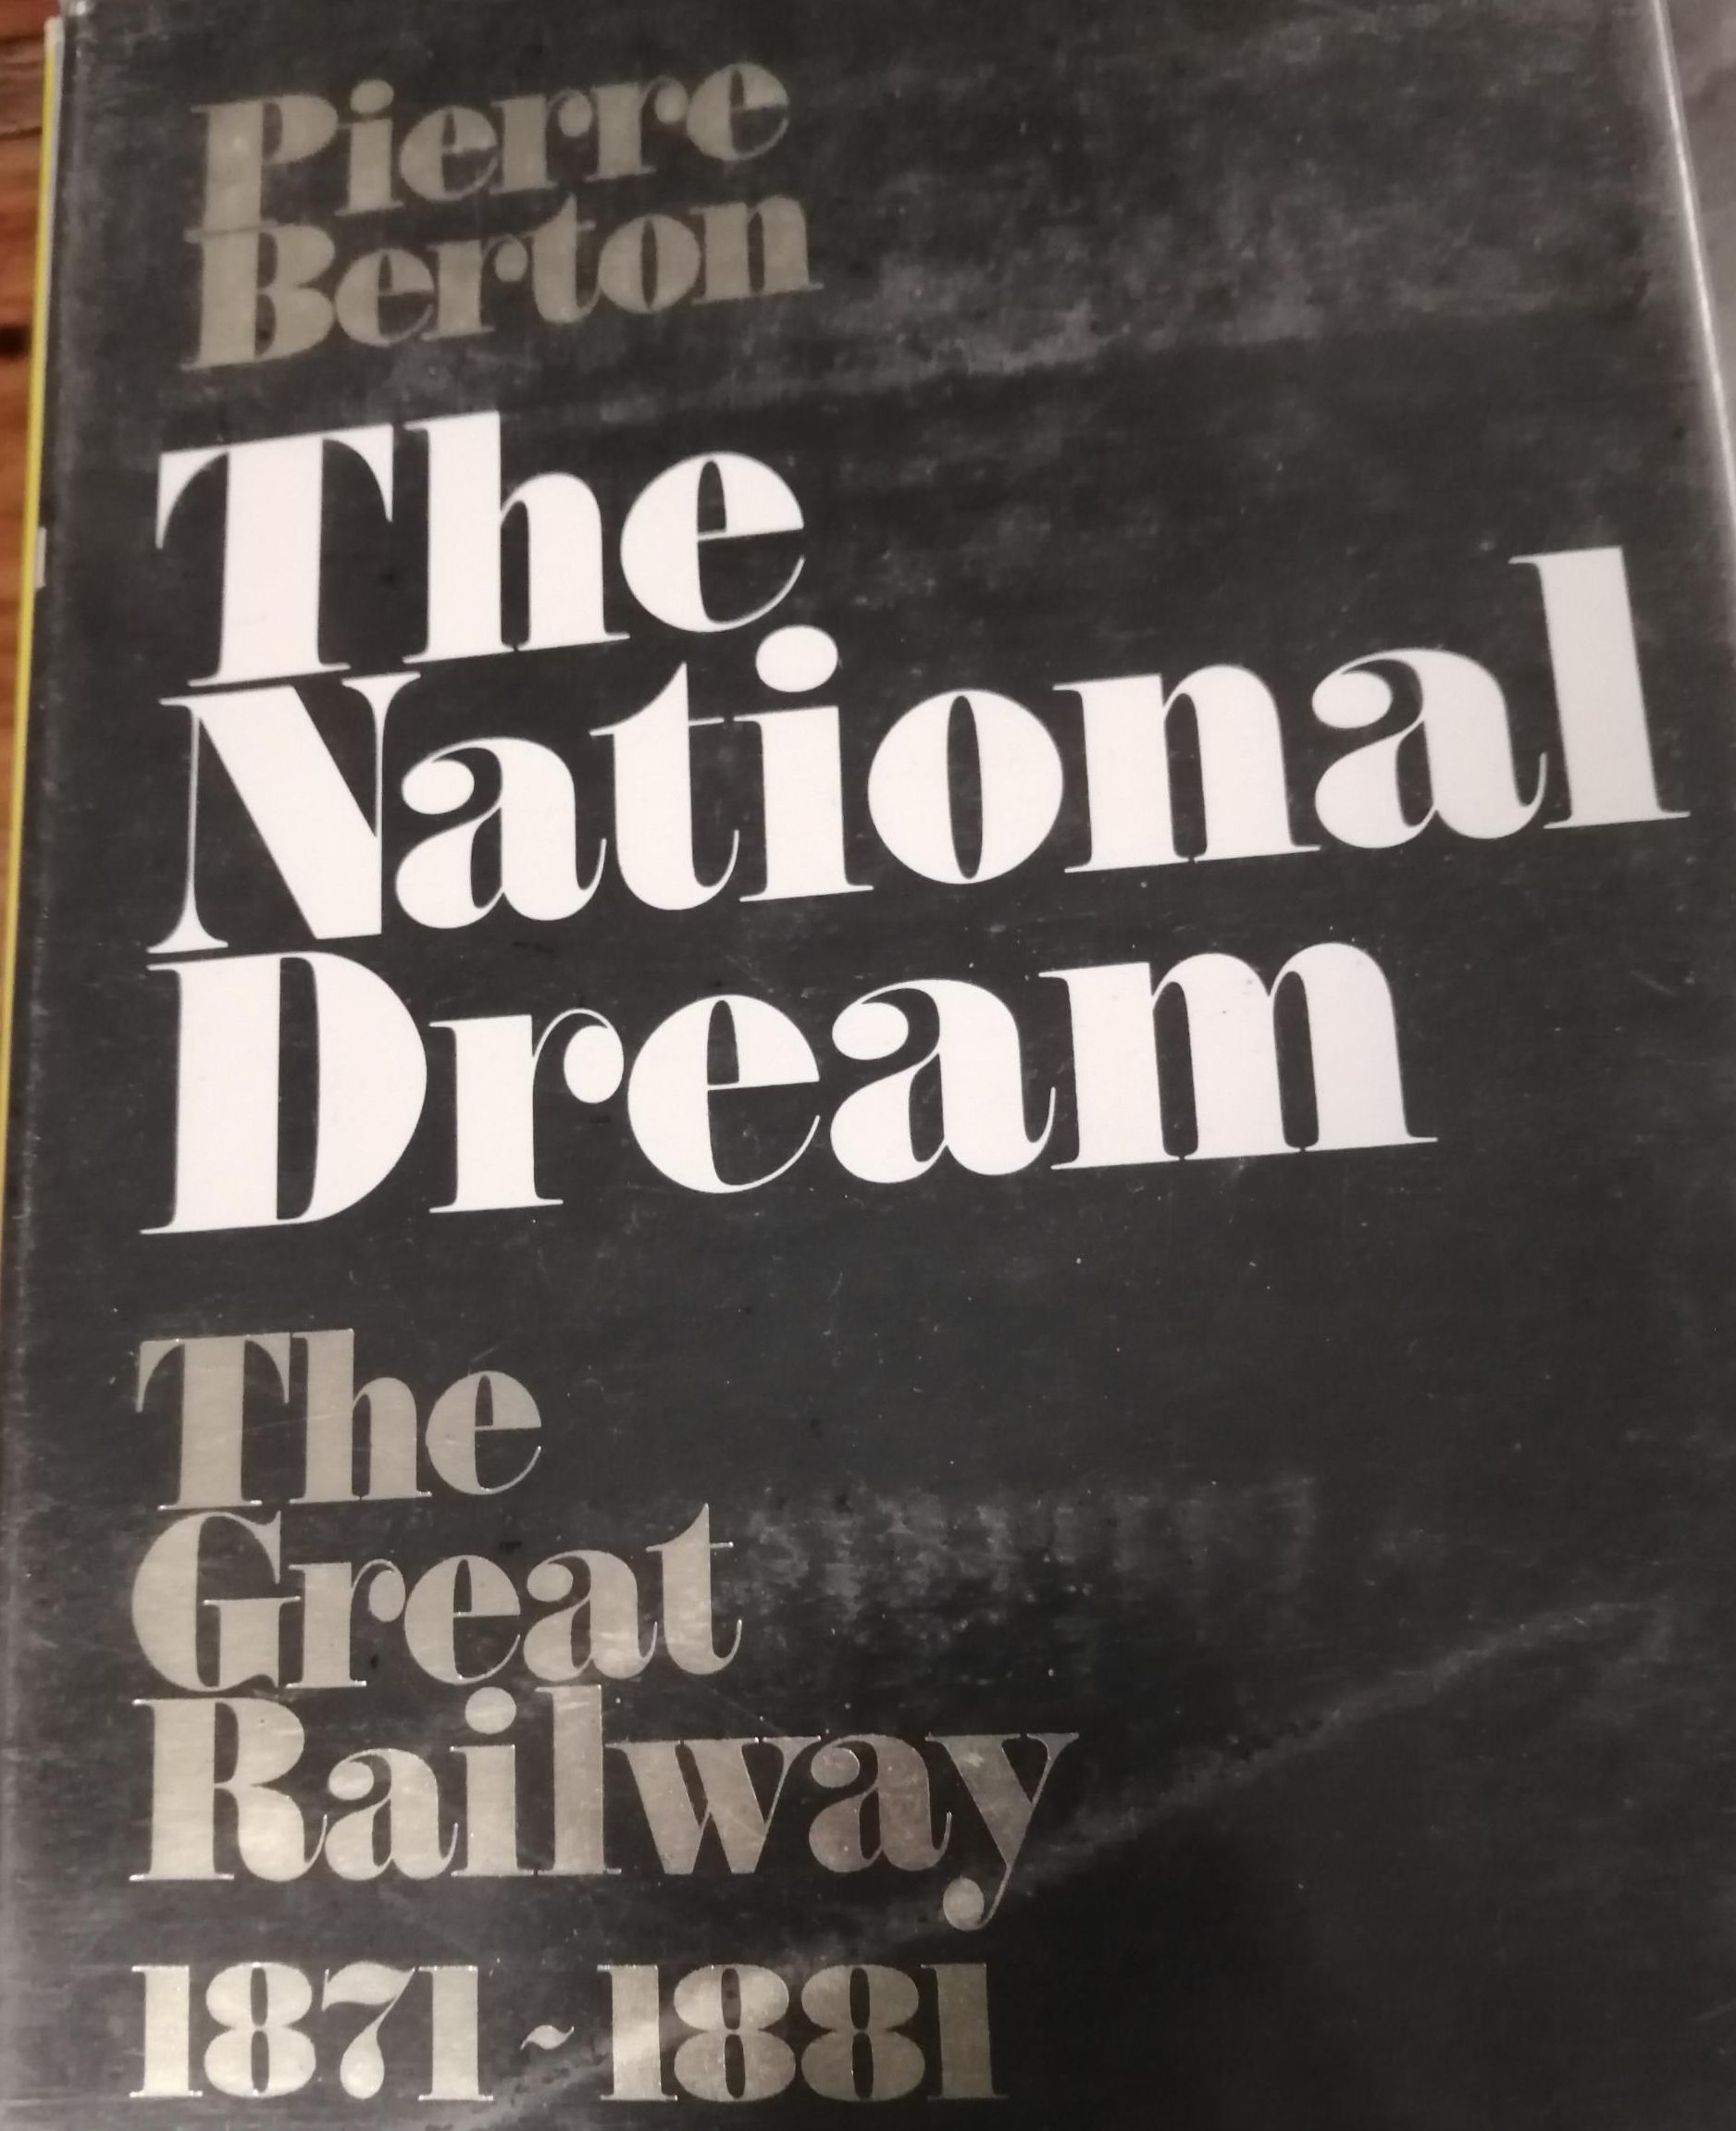 Pierre
Berton
The
National
Dream
The
Great
Railway
1871~1881